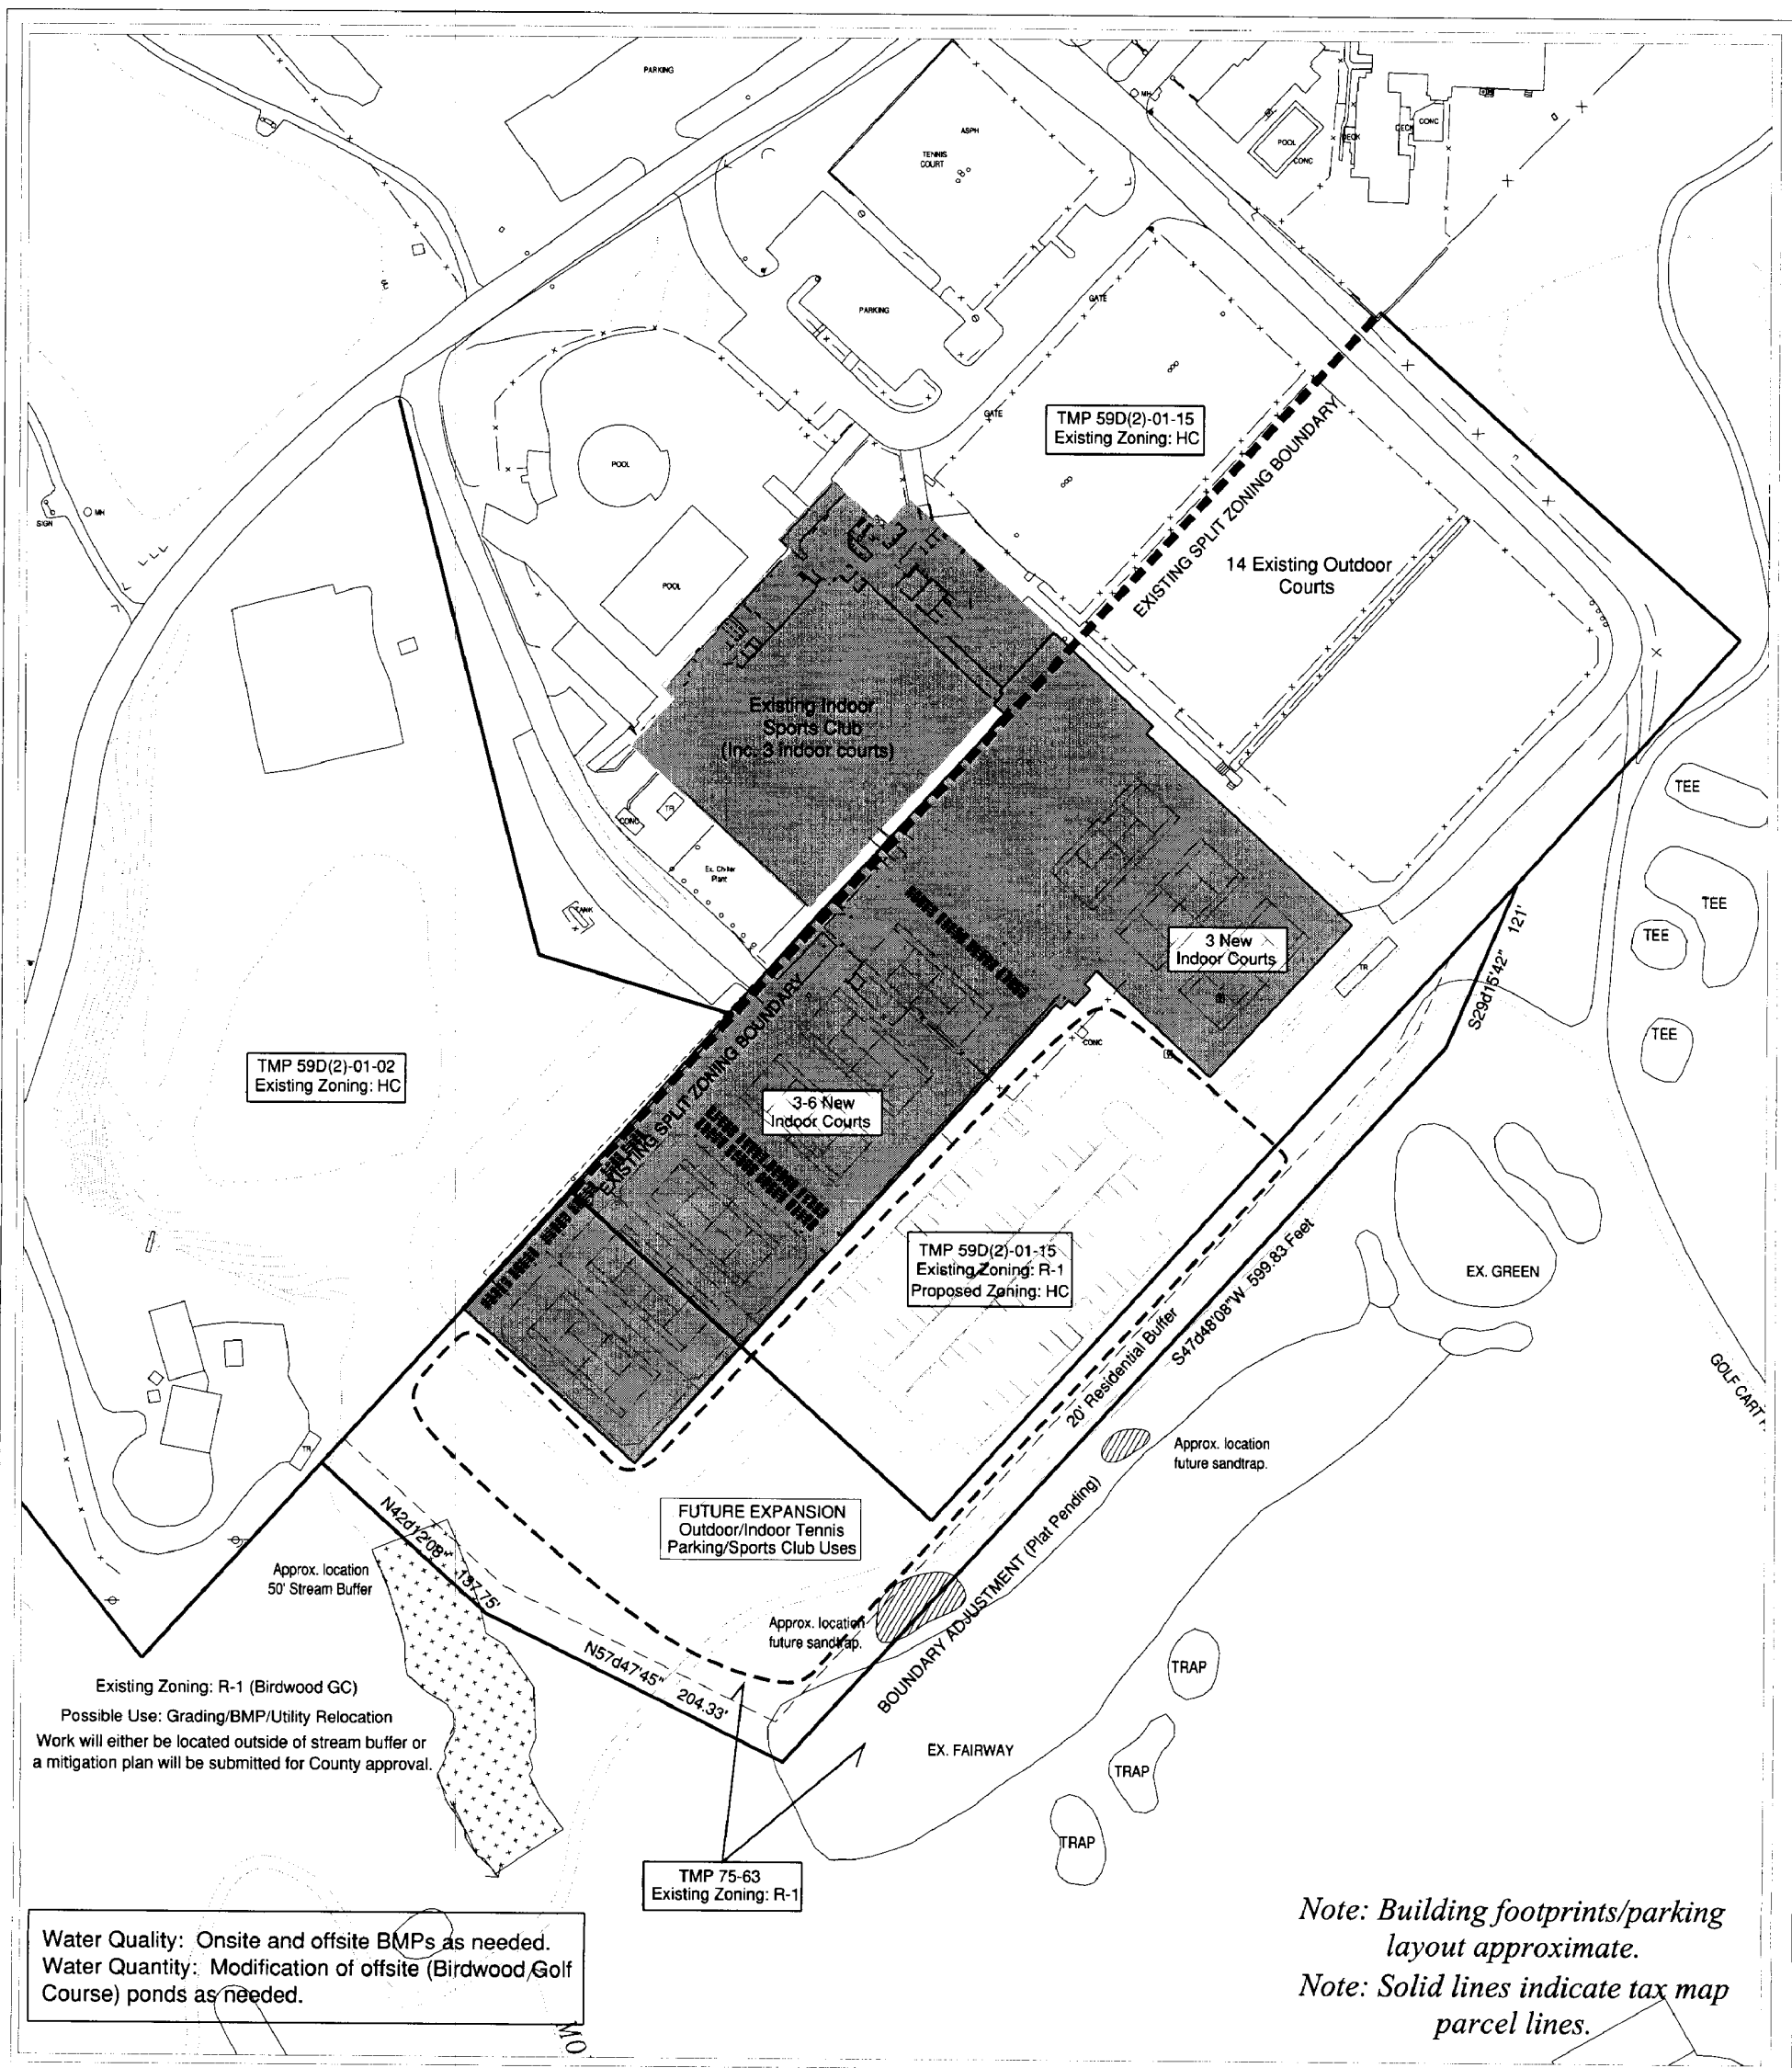 PARKING
MH
ASPH
TENNIS
COURT
POOL
CONC
DECK
DECK
CONC
GATE
PARKING
GATE
TMP 59D(2)-01-15
Existing Zoning: HC
EXISTING SPLIT ZONING BOUNDARY
POOL
SIGN
MH
POOL
14 Existing Outdoor
Courts
Existing Indoor
Sports Club
(Inc. 3 indoor courts)
TR
CONC
Ex. Chiller
Plant
TANK
TEE
TEE
TEE
TEE
3 New
Indoor Courts
TR
S29d15'42" 121'
CONC
TMP 59D(2)-01-02
Existing Zoning: HC
EXISTING SPLIT ZONING BOUNDARY
3-6 New
Indoor Courts
TMP 59D(2)-01-15
Existing Zoning: R-1
Proposed Zoning: HC
EX. GREEN
S47d48'08"W 599.83 Feet
20' Residential Buffer
GOLF CART
Approx. location
future sandtrap.
TR
FUTURE EXPANSION
Outdoor/Indoor Tennis
Parking/Sports Club Uses
N42d12'08" 137.75'
Approx. location
50' Stream Buffer
Approx. location
future sandtrap.
BOUNDARY ADJUSTMENT (Plat Pending)
N57d47'45" 204.33'
TRAP
Existing Zoning: R-1 (Birdwood GC)
Possible Use: Grading/BMP/Utility Relocation
Work will either be located outside of stream buffer or
a mitigation plan will be submitted for County approval.
EX. FAIRWAY
TRAP
TRAP
TMP 75-63
Existing Zoning: R-1
Water Quality: Onsite and offsite BMPs as needed.
Water Quantity: Modification of offsite (Birdwood Golf
Course) ponds as needed.
MO
Note: Building footprints/parking
layout approximate.
Note: Solid lines indicate tax map
parcel lines.